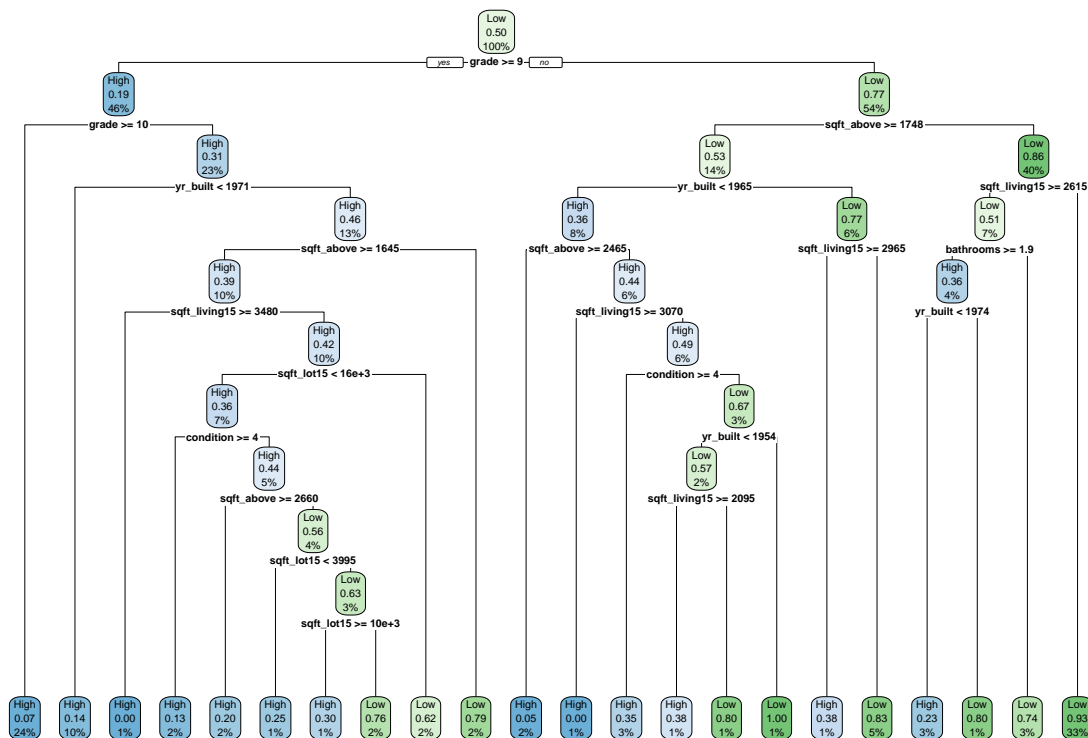 Low
0.50
100%
yes grade >= 9 no
High
0.19
46%
Low
0.77
54%
grade >= 10
sqft_above >= 1748
High
0.31
23%
Low
0.53
14%
Low
0.86
40%
yr_built < 1971
yr_built < 1965
sqft_living15 >= 2615
High
0.46
13%
High
0.36
8%
Low
0.77
6%
Low
0.51
7%
sqft_above >= 1645
sqft_above >= 2465
sqft_living15 >= 2965
bathrooms >= 1.9
High
0.39
10%
High
0.44
6%
High
0.36
4%
sqft_living15 >= 3480
sqft_living15 >= 3070
yr_built < 1974
High
0.42
10%
High
0.49
6%
sqft_lot15 < 16e+3
condition >= 4
High
0.36
7%
Low
0.67
3%
condition >= 4
yr_built < 1954
High
0.44
5%
Low
0.57
2%
sqft_above >= 2660
sqft_living15 >= 2095
Low
0.56
4%
sqft_lot15 < 3995
Low
0.63
3%
sqft_lot15 >= 10e+3
High
0.07
24%
High
0.14
10%
High
0.00
1%
High
0.13
2%
High
0.20
2%
High
0.25
1%
High
0.30
1%
Low
0.76
2%
Low
0.62
2%
Low
0.79
2%
High
0.05
2%
High
0.00
1%
High
0.35
3%
High
0.38
1%
Low
0.80
1%
Low
1.00
1%
High
0.38
1%
Low
0.83
5%
High
0.23
3%
Low
0.80
1%
Low
0.74
3%
Low
0.93
33%